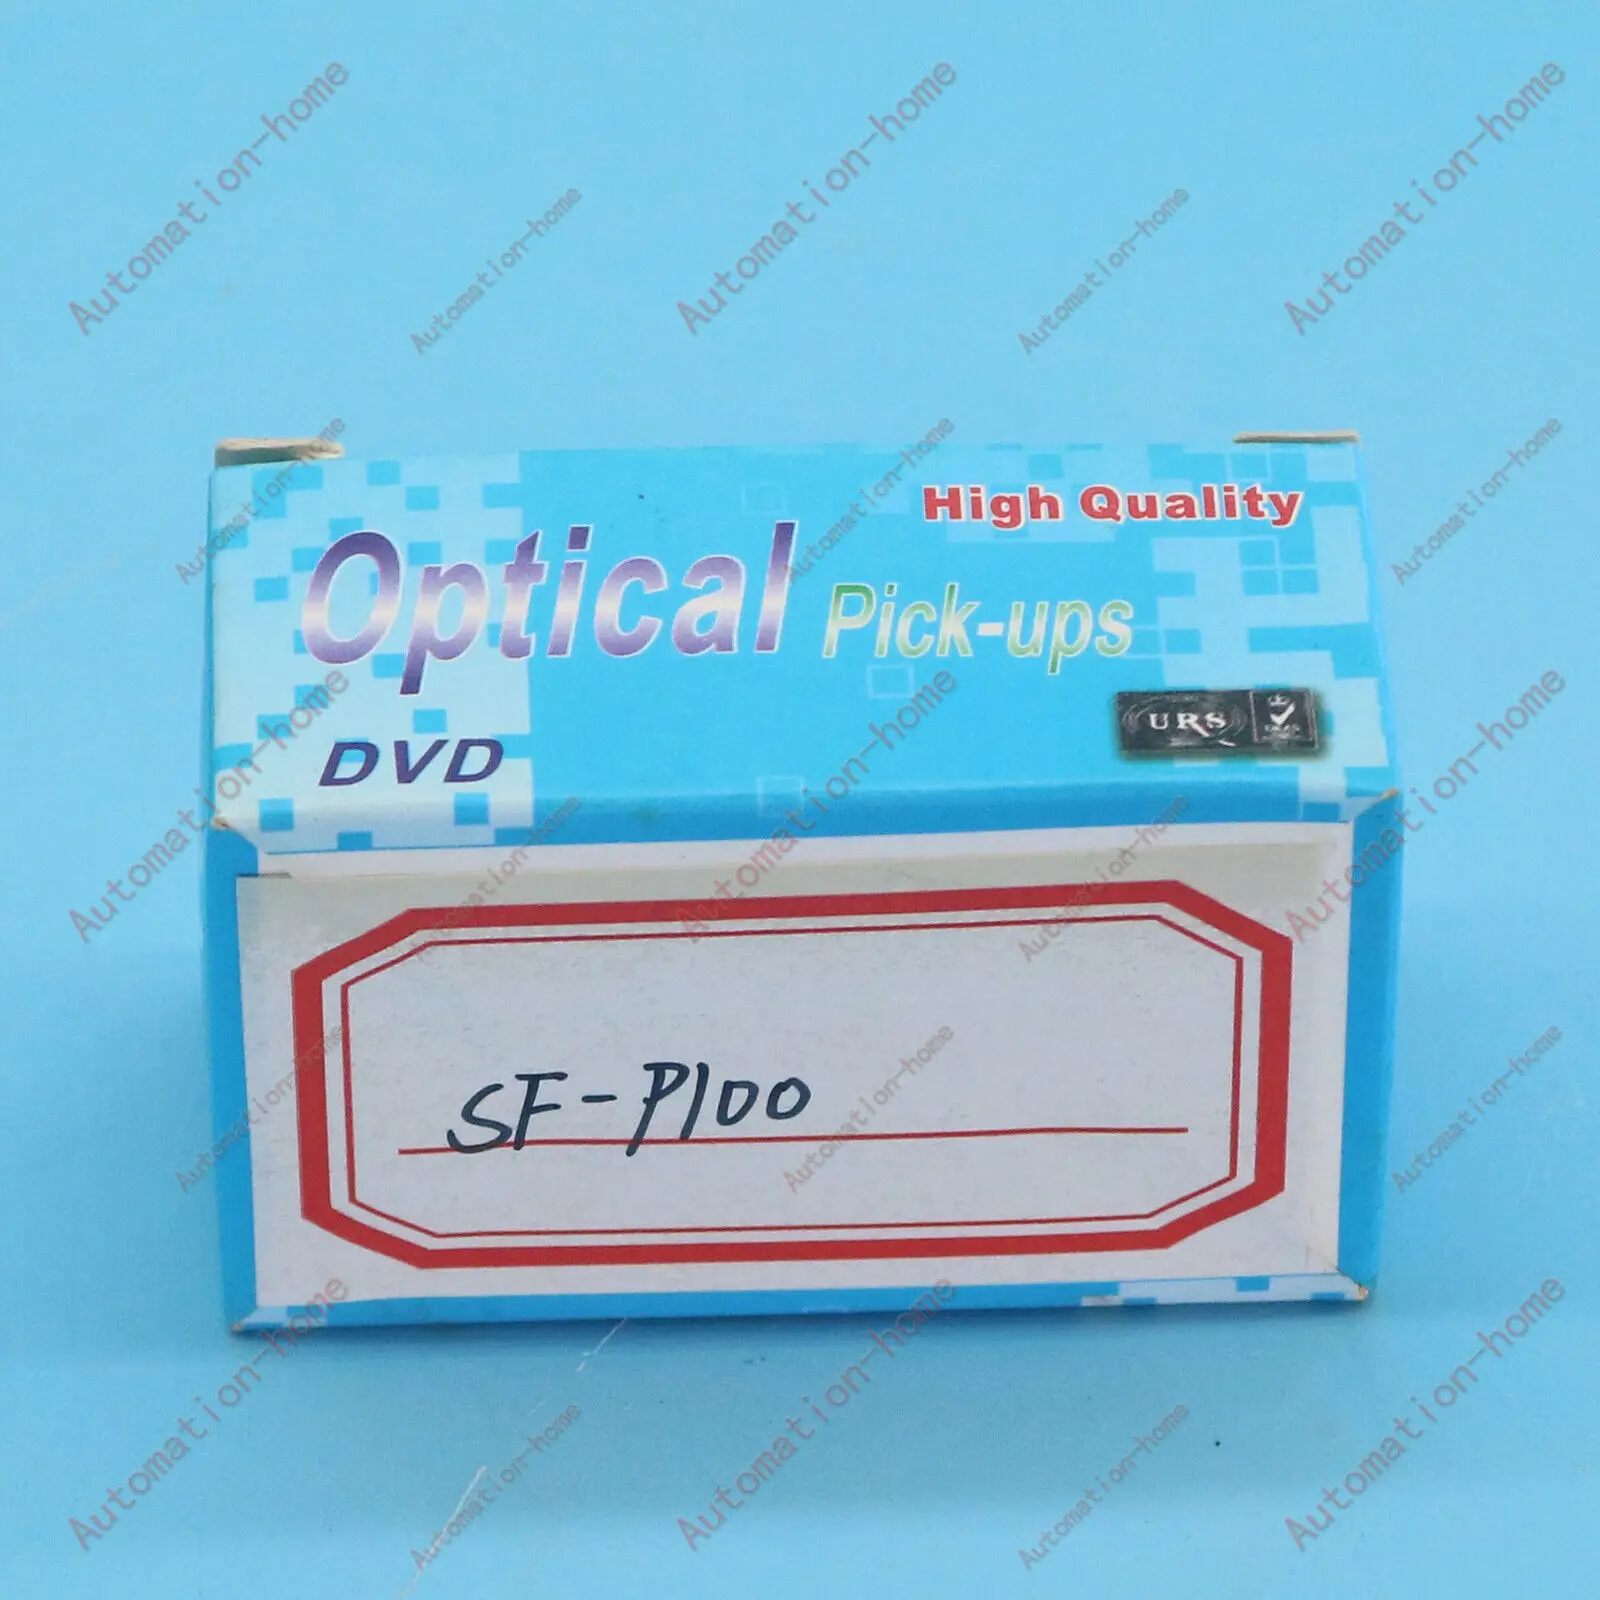 High Quality
Optical Pick-ups
URS
DVD
SF-P100
Automation-home